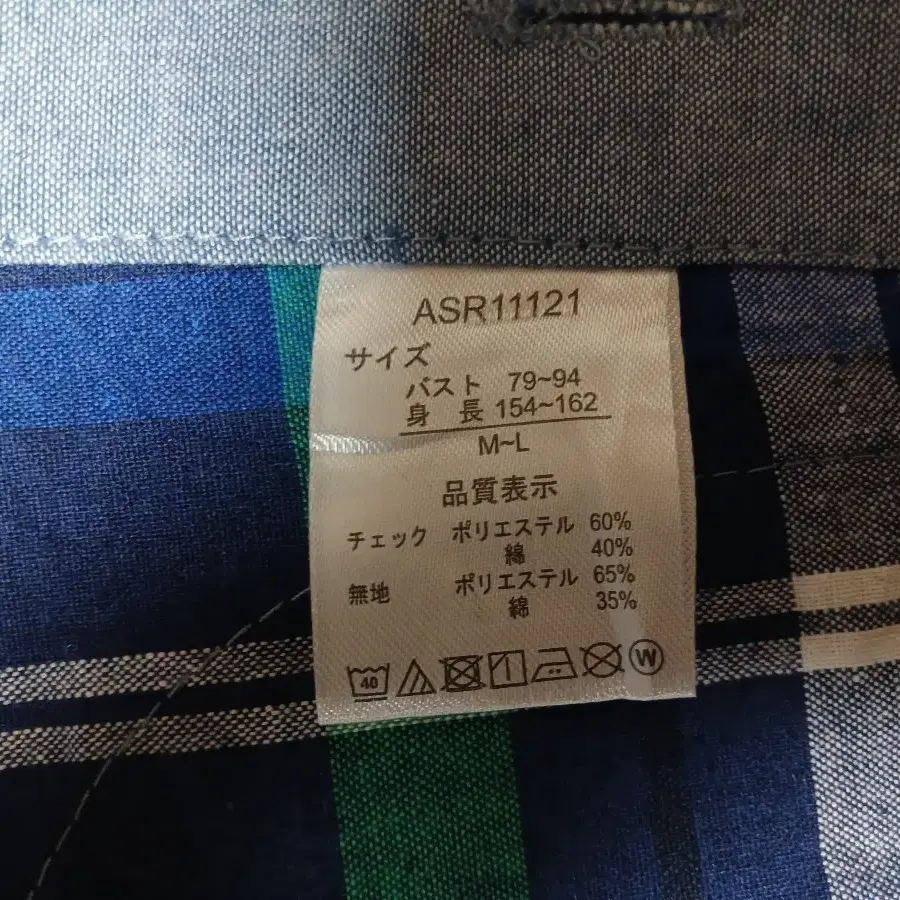 ASR11121
サイズ
バスト 79~94
身 長 154~162
M~L
品質表示
チェック ポリエステル 60%
綿 40%
無地 ポリエステル 65%
綿 35%
40 W